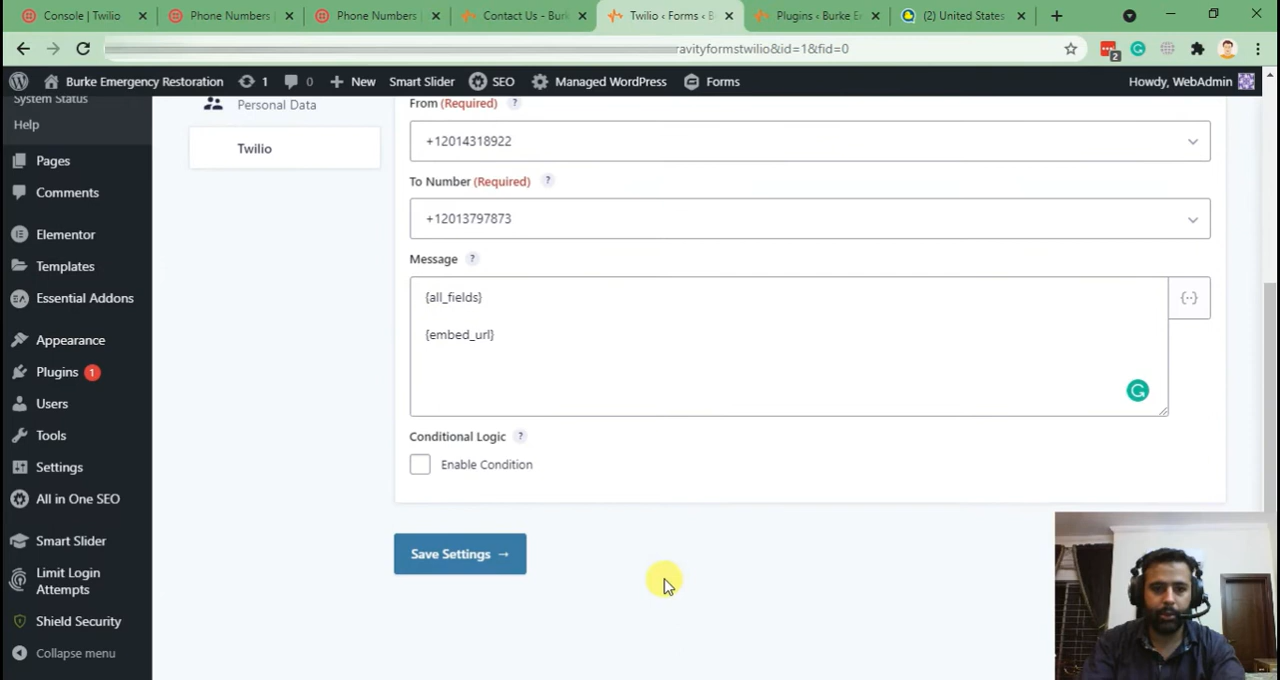 Console | Twilio
Phone Numbers
Phone Numbers
Contact Us - Burk
Twilio ‹ Forms ‹ B
Plugins ‹ Burke Er
(2) United States
ravityformstwilio&id=1&fid=0
2
Burke Emergency Restoration
1
0
New
Smart Slider
SEO
Managed WordPress
Forms
Howdy, WebAdmin
System Status
Help
Pages
Comments
Elementor
Templates
Essential Addons
Appearance
Plugins 1
Users
Tools
Settings
All in One SEO
Smart Slider
Limit Login
Attempts
Shield Security
Collapse menu
Personal Data
Twilio
From (Required) ?
+12014318922
To Number (Required) ?
+12013797873
Message ?
{all_fields}
{embed_url}
Conditional Logic ?
Enable Condition
Save Settings →